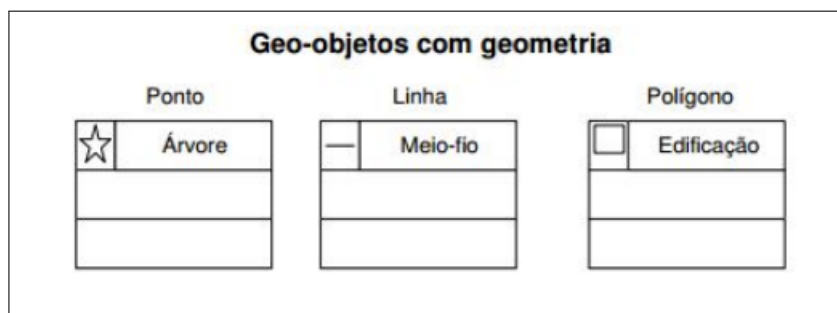 Geo-objetos com geometria
Ponto
Linha
Polígono
Árvore
Meio-fio
Edificação